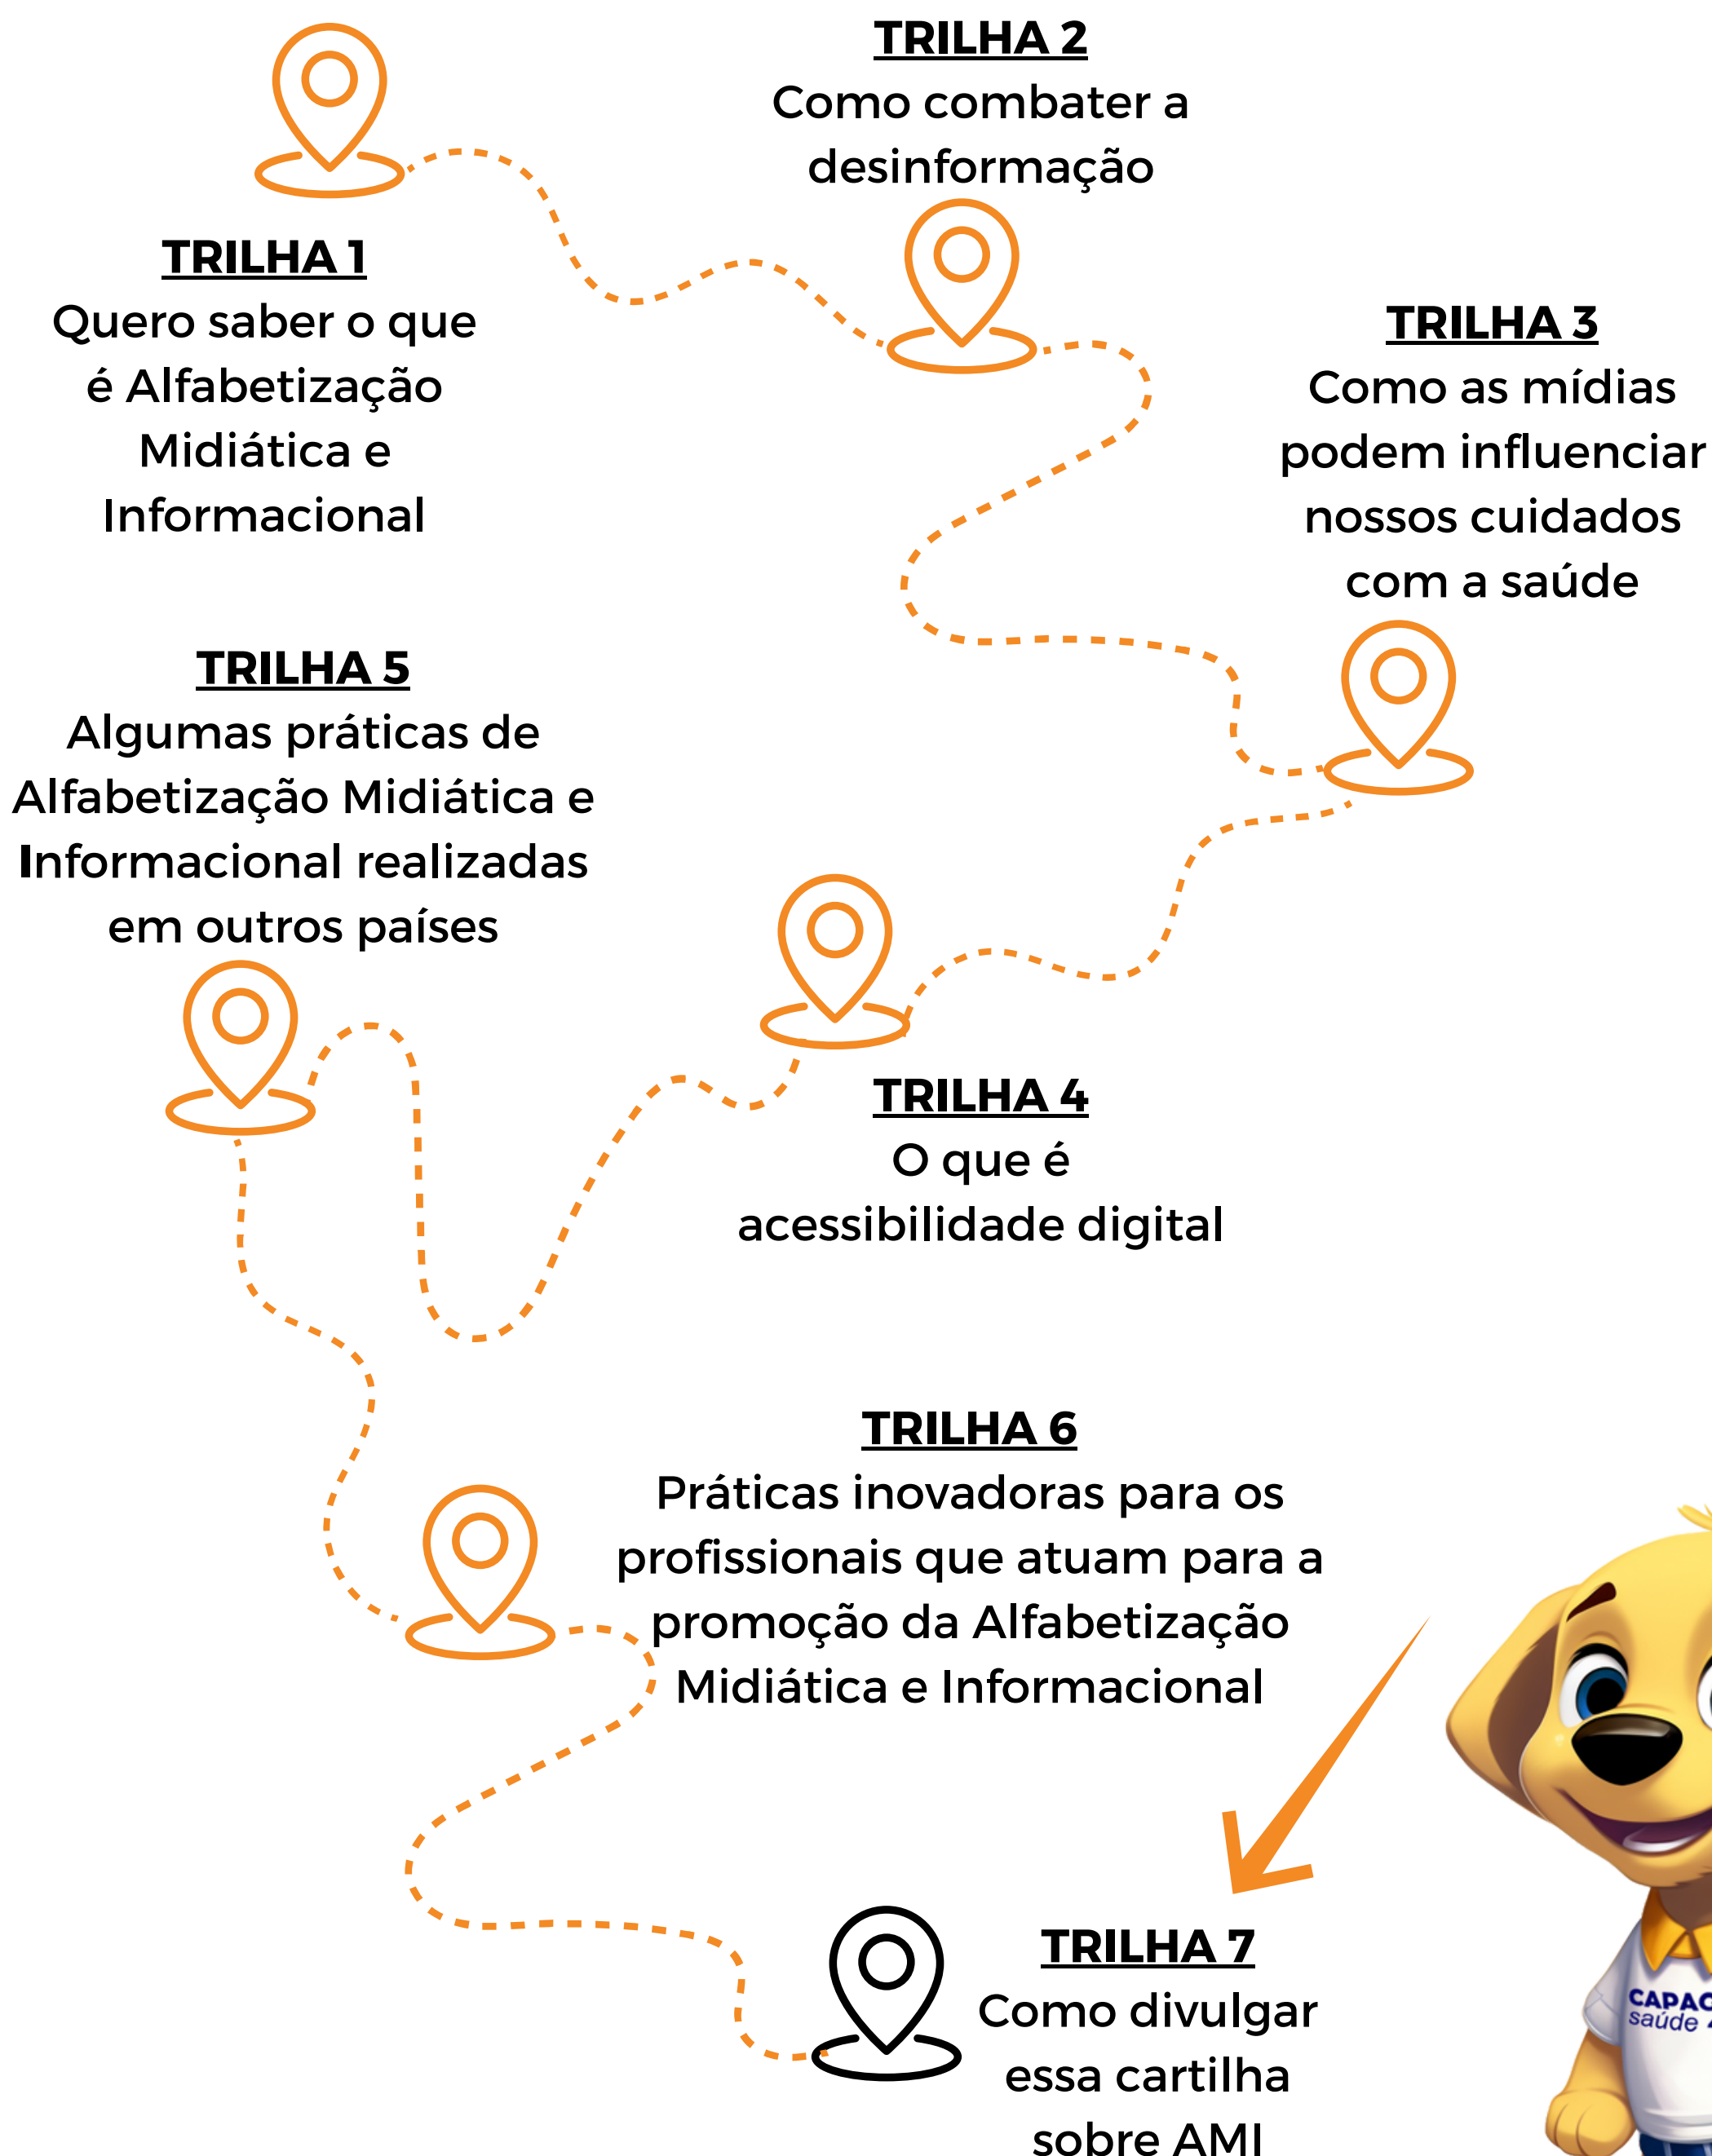 TRILHA 1
Quero saber o que
é Alfabetização
Midiática e
Informacional
TRILHA 2
Como combater a
desinformação
TRILHA 3
Como as mídias
podem influenciar
nossos cuidados
com a saúde
TRILHA 4
O que é
acessibilidade digital
TRILHA 5
Algumas práticas de
Alfabetização Midiática e
Informacional realizadas
em outros países
TRILHA 6
Práticas inovadoras para os
profissionais que atuam para a
promoção da Alfabetização
Midiática e Informacional
TRILHA 7
Como divulgar
essa cartilha
sobre AMI
saúde